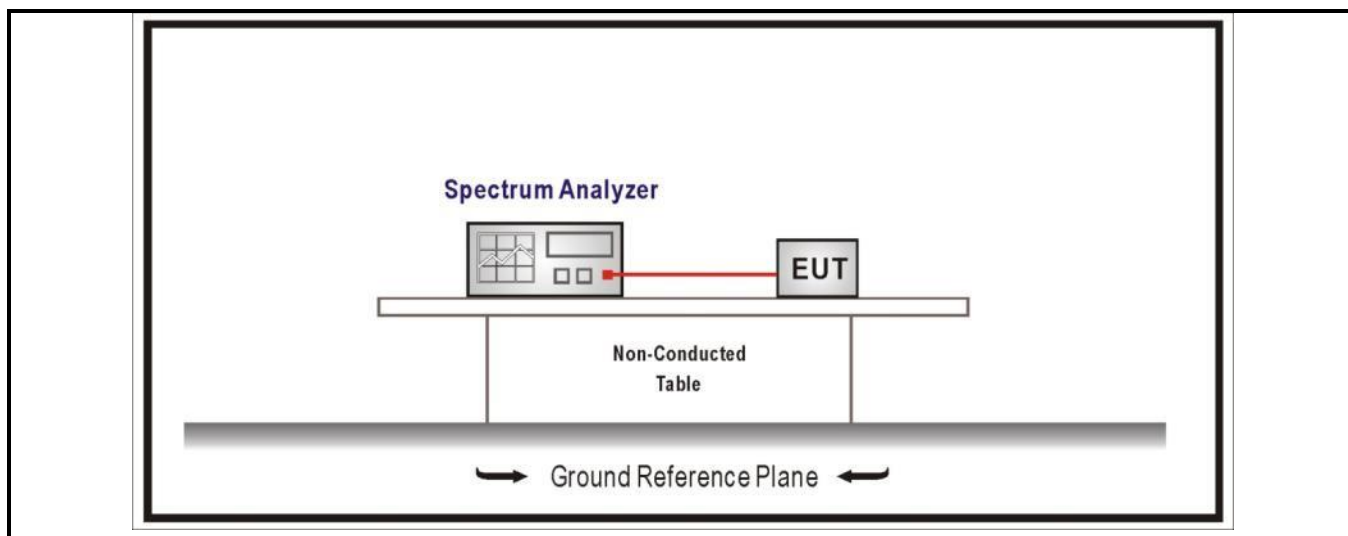 Spectrum Analyzer
EUT
Non-Conducted
Table
Ground Reference Plane